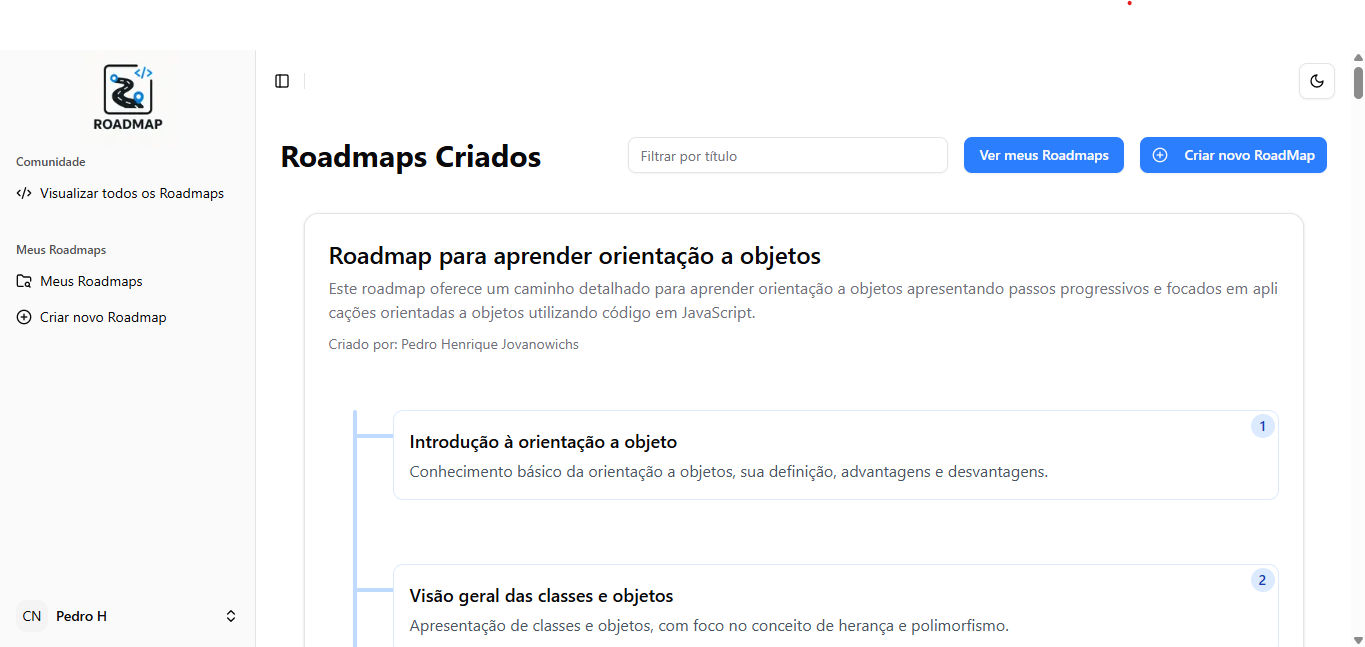 </>
ROADMAP
Comunidade
</> Visualizar todos os Roadmaps
Meus Roadmaps
Meus Roadmaps
Criar novo Roadmap
CN Pedro H
Roadmaps Criados
Filtrar por título
Ver meus Roadmaps
Criar novo RoadMap
Roadmap para aprender orientação a objetos
Este roadmap oferece um caminho detalhado para aprender orientação a objetos apresentando passos progressivos e focados em apli
cações orientadas a objetos utilizando código em JavaScript.
Criado por: Pedro Henrique Jovanowichs
1
Introdução à orientação a objeto
Conhecimento básico da orientação a objetos, sua definição, advantagens e desvantagens.
2
Visão geral das classes e objetos
Apresentação de classes e objetos, com foco no conceito de herança e polimorfismo.